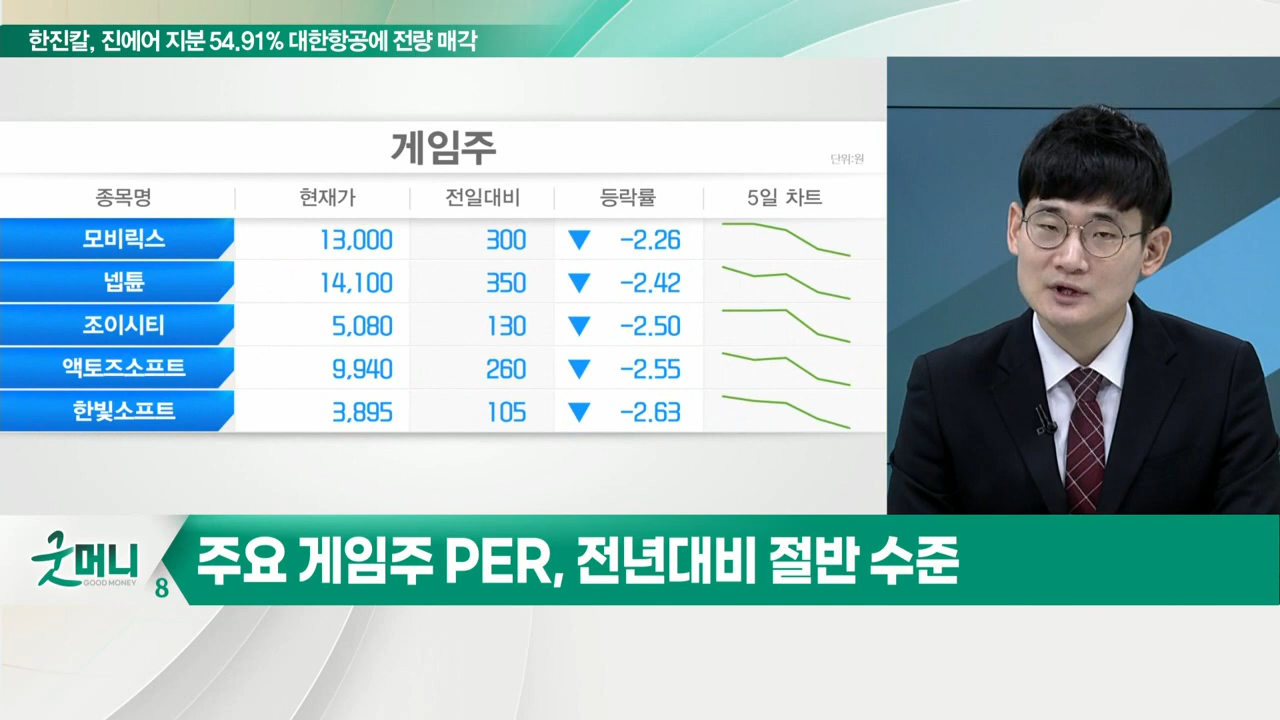 한진칼, 진에어 지분 54.91% 대한항공에 전량 매각
게임주
단위:원
종목명 현재가 전일대비 등락률 5일 차트
모비릭스 13,000 300 ▼ -2.26
넵튠 14,100 350 ▼ -2.42
조이시티 5,080 130 ▼ -2.50
액토즈소프트 9,940 260 ▼ -2.55
한빛소프트 3,895 105 ▼ -2.63
굿머니
GOOD MONEY
8
주요 게임주 PER, 전년대비 절반 수준